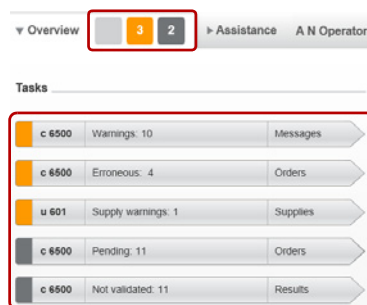 ▾ Overview 3 2 ▸ Assistance A N Operator
Tasks
c 6500 Warnings: 10 Messages
c 6500 Erroneous: 4 Orders
u 601 Supply warnings: 1 Supplies
c 6500 Pending: 11 Orders
c 6500 Not validated: 11 Results